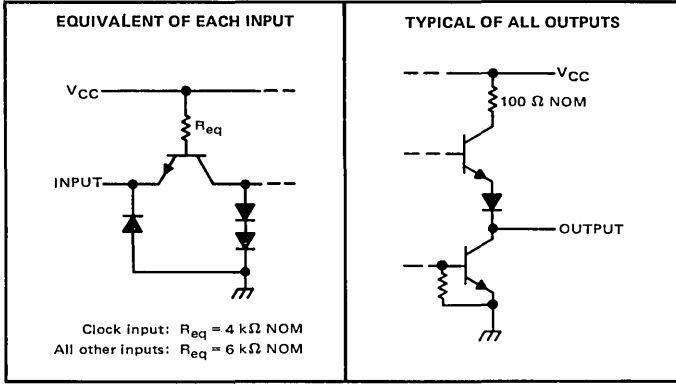 EQUIVALENT OF EACH INPUT
VCC
Req
INPUT
Clock input: Req = 4 kΩ NOM
All other inputs: Req = 6 kΩ NOM
TYPICAL OF ALL OUTPUTS
VCC
100 Ω NOM
OUTPUT